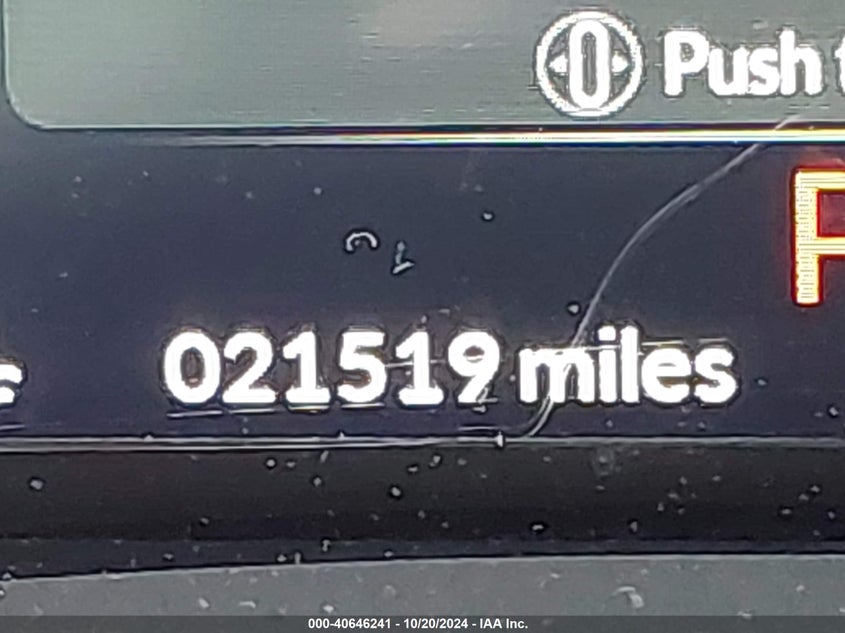 Push
P
021519 miles
000-40646241 - 10/20/2024 - IAA Inc.